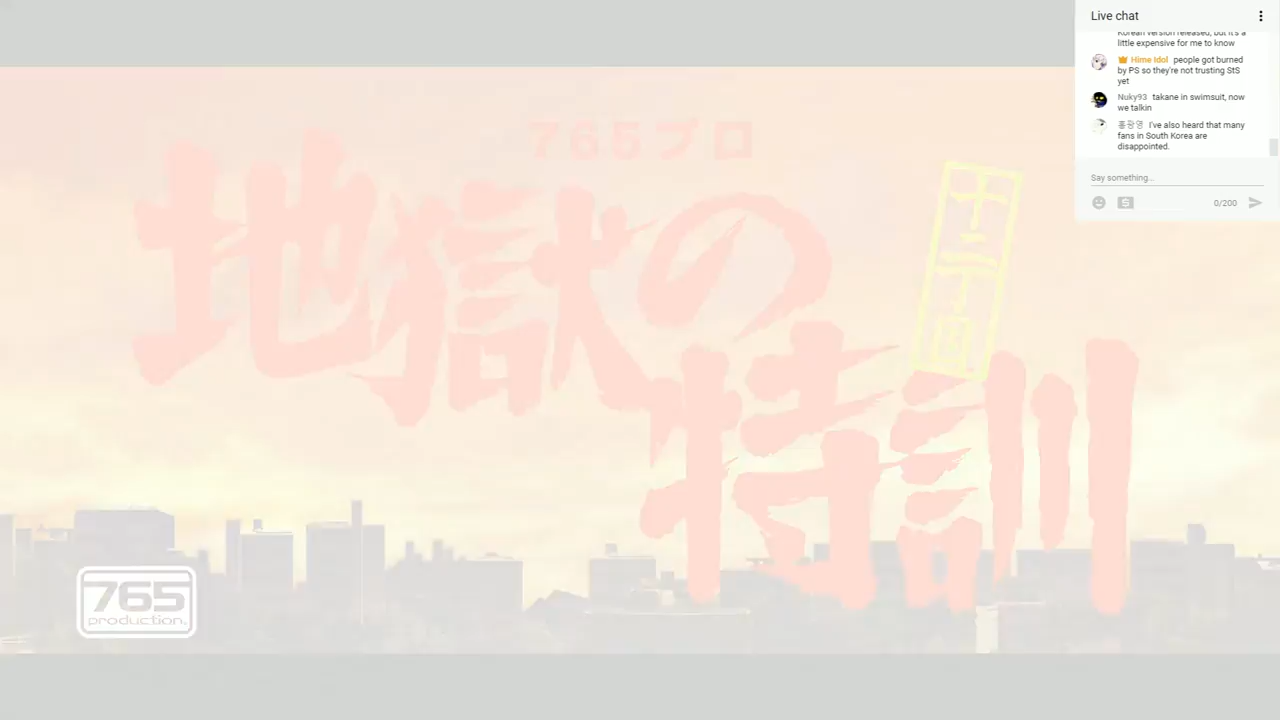 Live chat
Korean version released, but it's a
little expensive for me to know
Hime Idol people got burned
by PS so they're not trusting StS
yet
Nuky93 takane in swimsuit, now
we talkin
홍광영 I've also heard that many
fans in South Korea are
disappointed.
Say something...
0/200
765プロ
地獄の
特訓
765
production.